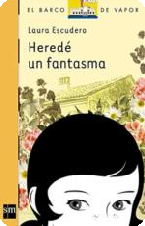 EL BARCO DE VAPOR
Laura Escudero
Heredé
un fantasma
sm